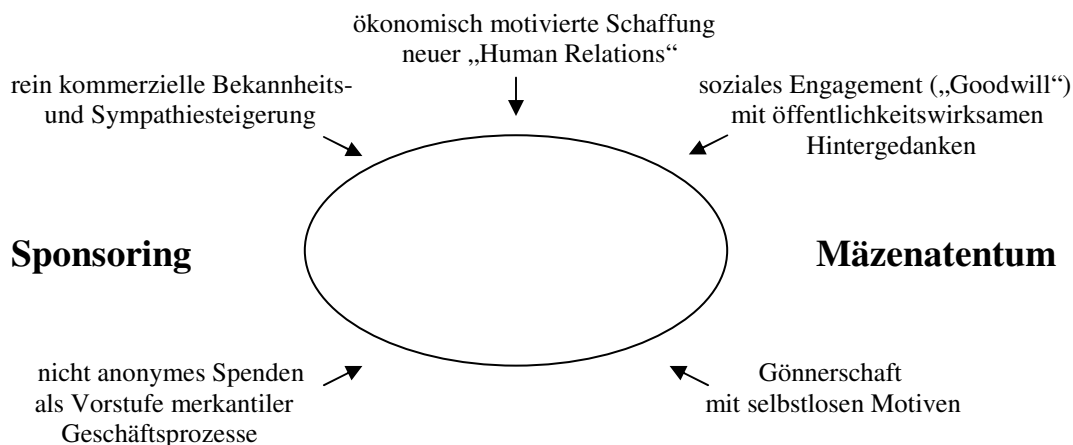 ökonomisch motivierte Schaffung
neuer „Human Relations“
rein kommerzielle Bekannheits-
und Sympathiesteigerung
soziales Engagement („Goodwill“)
mit öffentlichkeitswirksamen
Hintergedanken
Sponsoring
Mäzenatentum
nicht anonymes Spenden
als Vorstufe merkantiler
Geschäftsprozesse
Gönnerschaft
mit selbstlosen Motiven